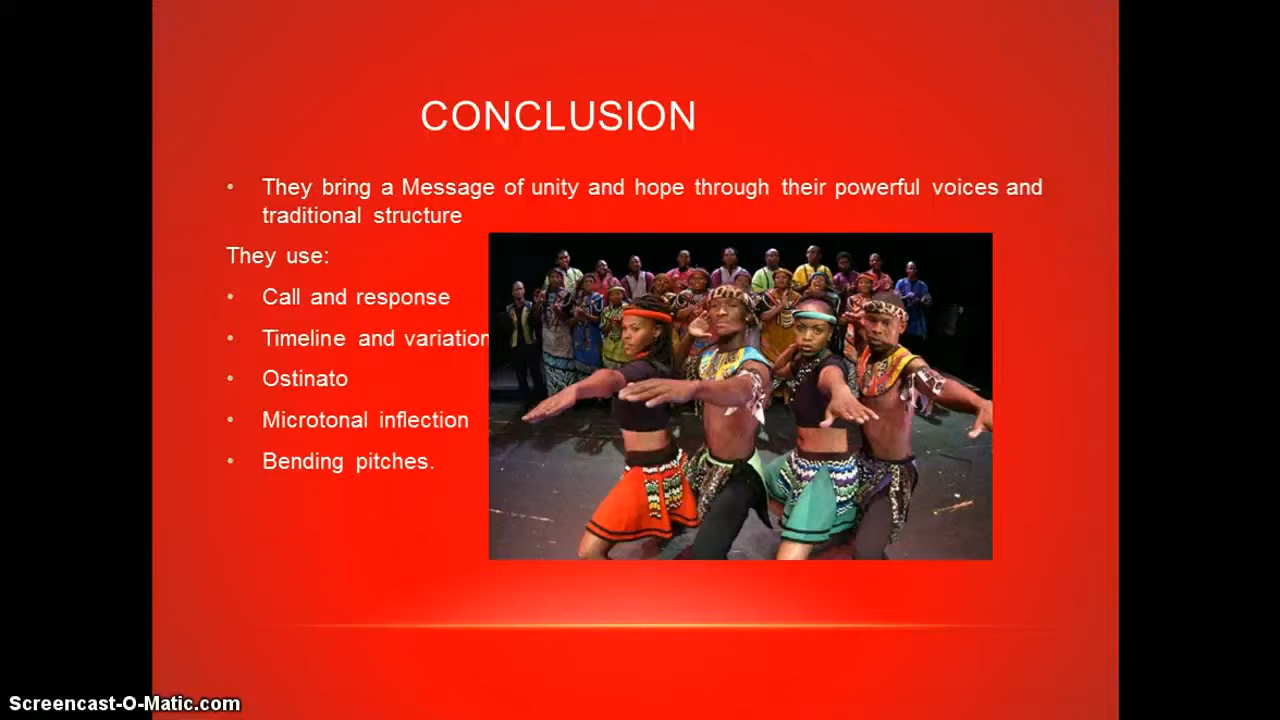 CONCLUSION
• They bring a Message of unity and hope through their powerful voices and
traditional structure
They use:
• Call and response
• Timeline and variation
• Ostinato
• Microtonal inflection
• Bending pitches.
Screencast-O-Matic.com